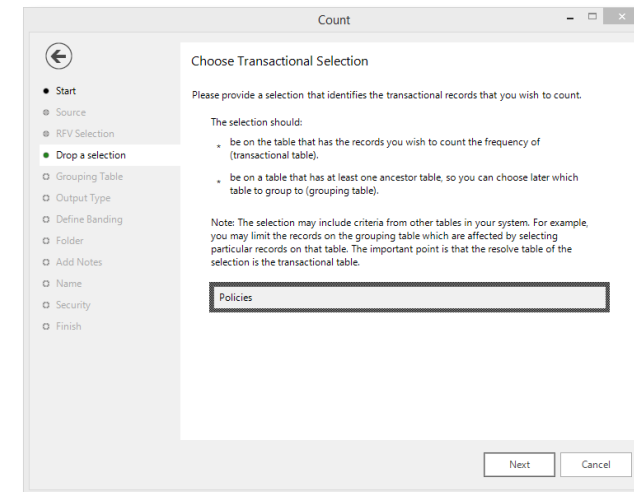 Count
Choose Transactional Selection
Start
Source
RFV Selection
Drop a selection
Grouping Table
Output Type
Define Banding
Folder
Add Notes
Name
Security
Finish
Please provide a selection that identifies the transactional records that you wish to count.
The selection should:
* be on the table that has the records you wish to count the frequency of
(transactional table).
* be on a table that has at least one ancestor table, so you can choose later which
table to group to (grouping table).
Note: The selection may include criteria from other tables in your system. For example,
you may limit the records on the grouping table which are affected by selecting
particular records on that table. The important point is that the resolve table of the
selection is the transactional table.
Policies
Next
Cancel